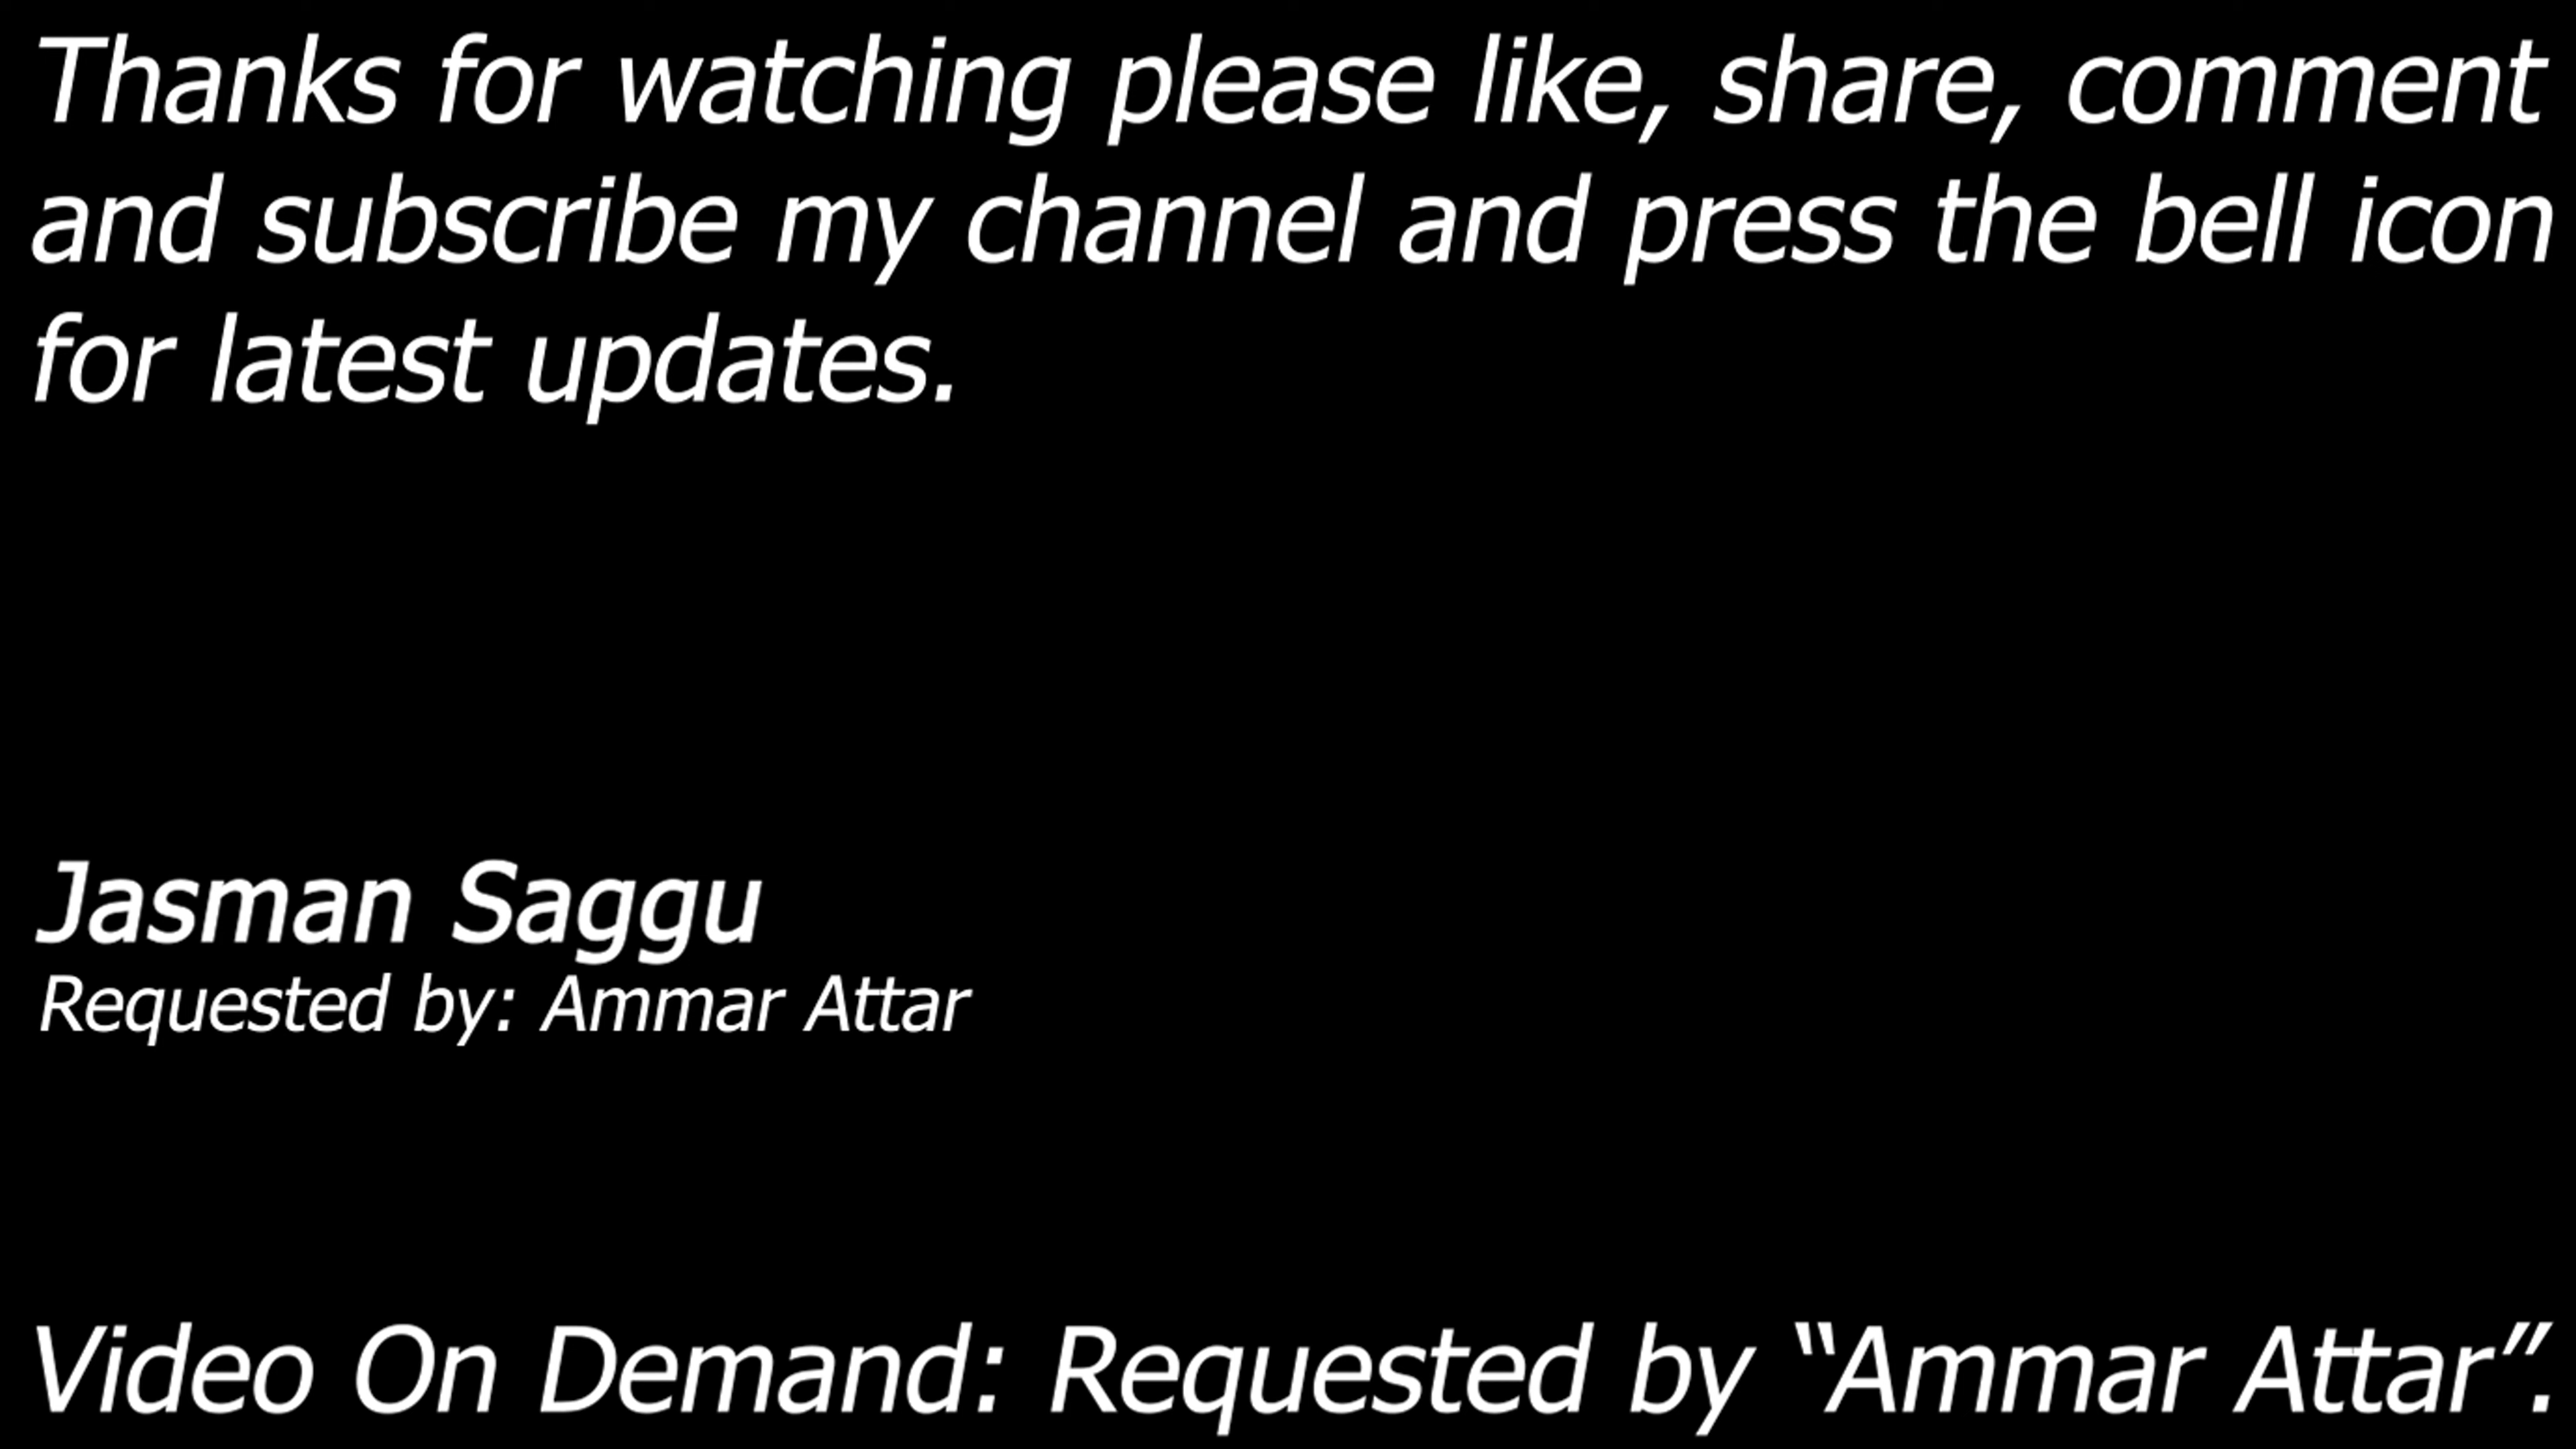 Thanks for watching please like, share, comment
and subscribe my channel and press the bell icon
for latest updates.
Jasman Saggu
Requested by: Ammar Attar
Video On Demand: Requested by “Ammar Attar”.